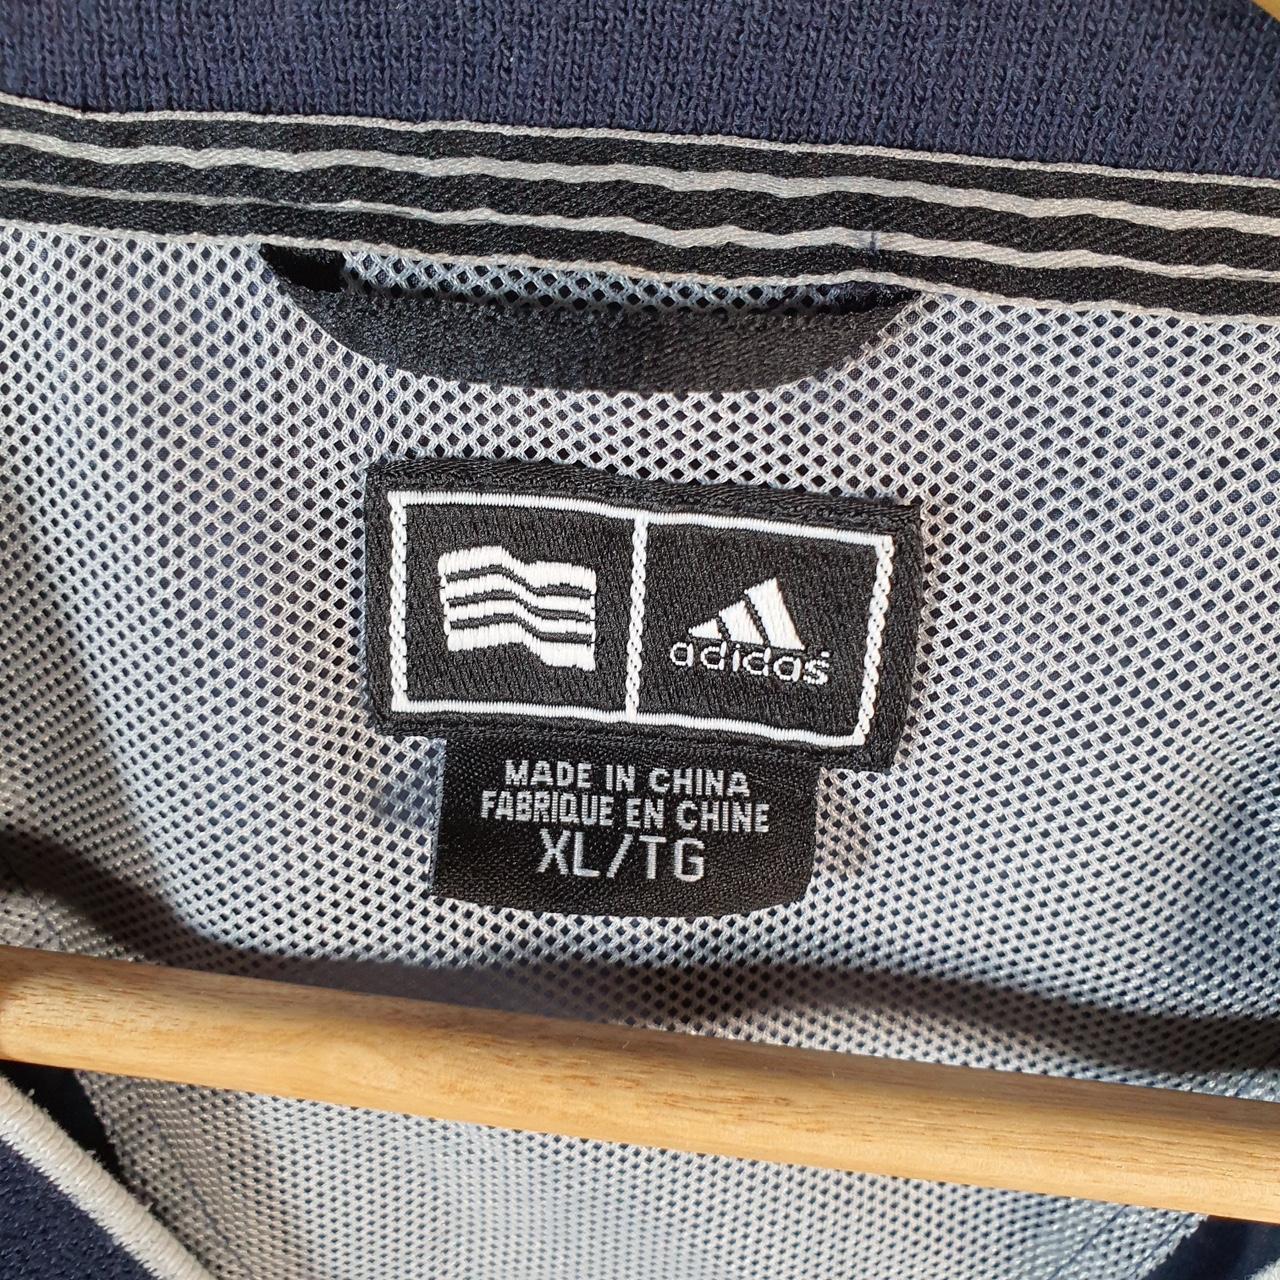 adidas
MADE IN CHINA
FABRIQUE EN CHINE
XL/TG